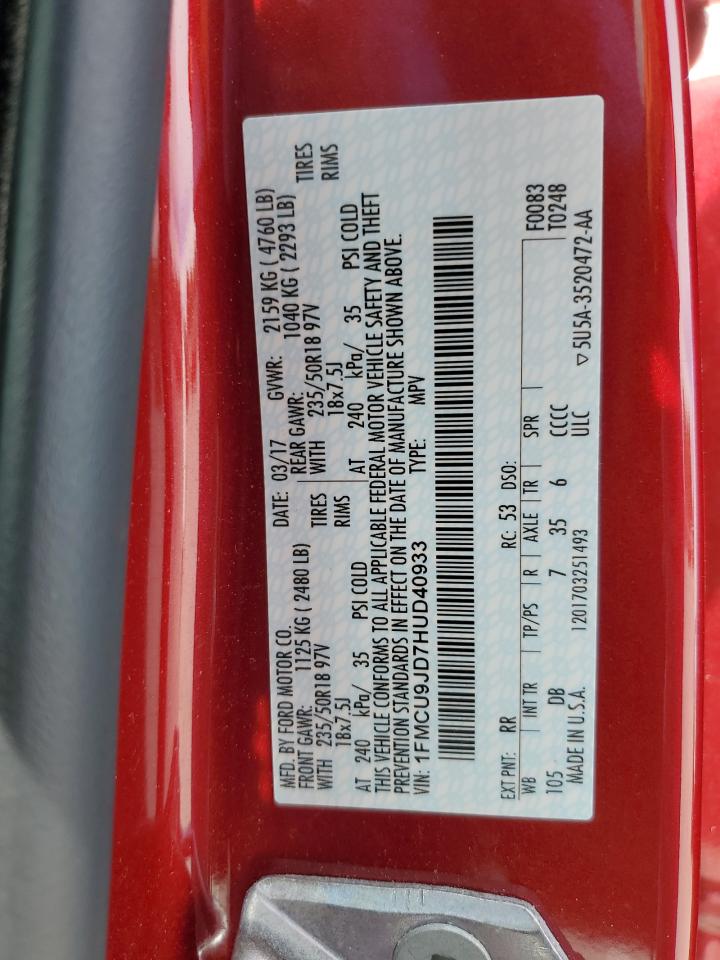 MFD. BY FORD MOTOR CO.
DATE: 03/17 GVWR: 2159 KG ( 4760 LB)
FRONT GAWR: 1125 KG ( 2480 LB) REAR GAWR: 1040 KG ( 2293 LB)
WITH 235/50R18 97V TIRES WITH 235/50R18 97V TIRES
18x7.5J RIMS 18x7.5J RIMS
AT 240 kPa/ 35 PSI COLD AT 240 kPa/ 35 PSI COLD
THIS VEHICLE CONFORMS TO ALL APPLICABLE FEDERAL MOTOR VEHICLE SAFETY AND THEFT
PREVENTION STANDARDS IN EFFECT ON THE DATE OF MANUFACTURE SHOWN ABOVE.
VIN: 1FMCU9JD7HUD40933 TYPE: MPV
EXT PNT: RR RC: 53 DSO: F0083
WB INT TR TP/PS R AXLE TR SPR T0248
105 DB 7 35 6 CCCC
ULC
MADE IN U.S.A. 1201703251493 ▽ 5U5A-3520472-AA